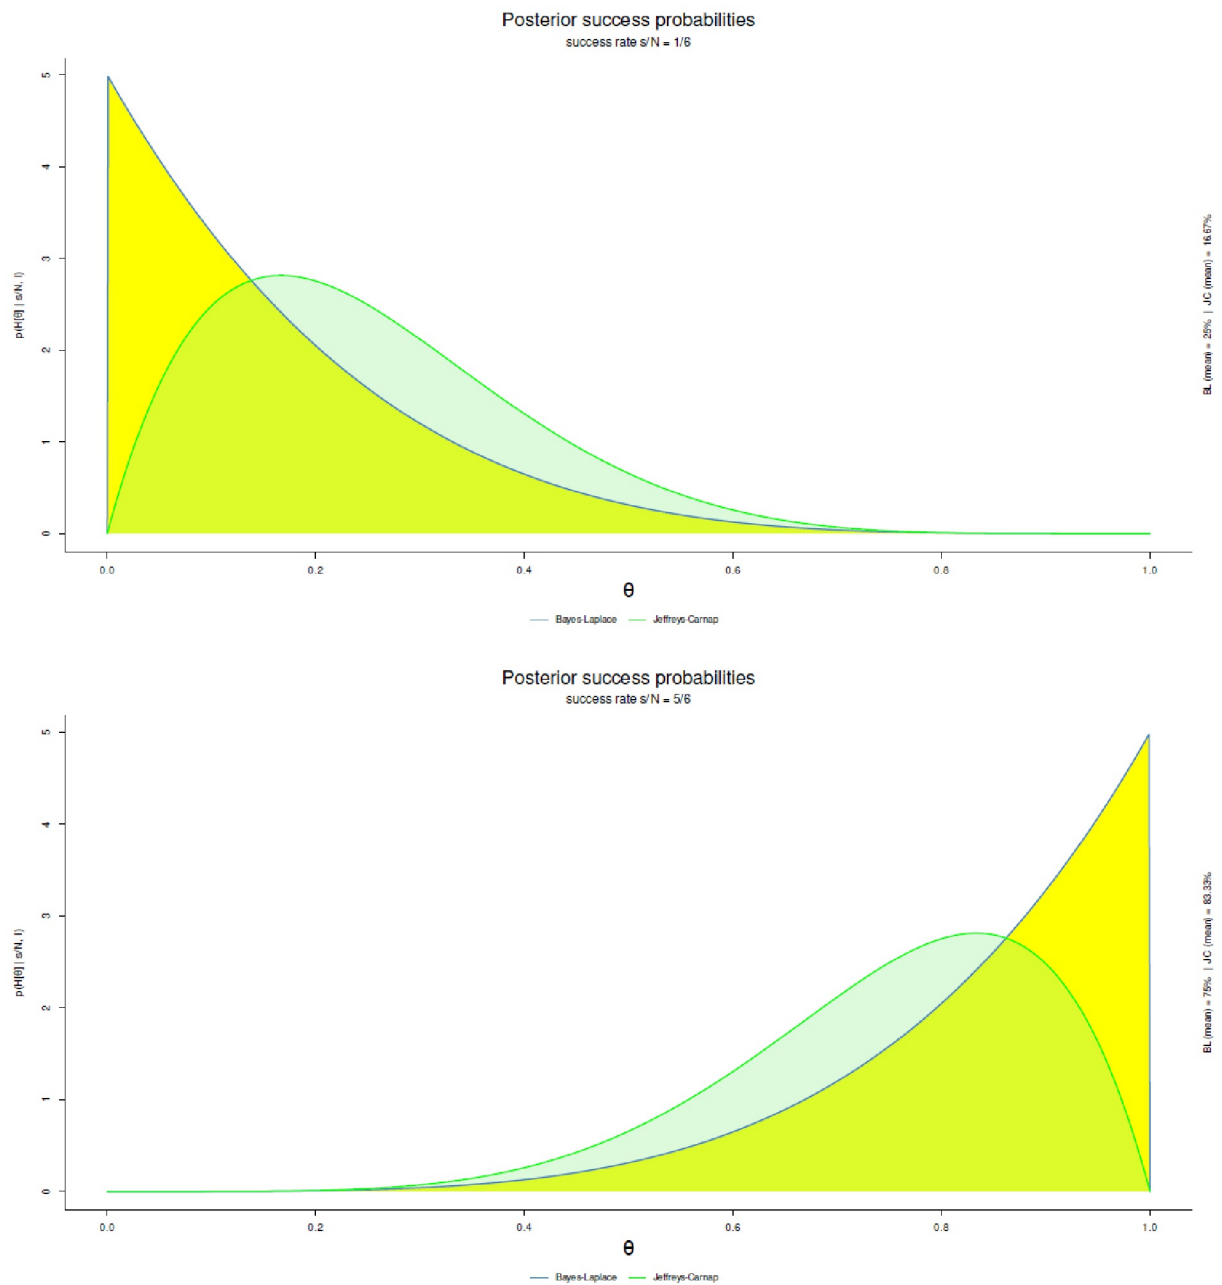 Posterior success probabilities
success rate s/N = 1/6
5
4
3
2
1
0
p(H[θ] | s/N, I)
BL (mean) = 25% | JC (mean) = 16.67%
0.0 0.2 0.4 0.6 0.8 1.0
θ
Bayes-Laplace Jeffreys-Carnap
Posterior success probabilities
success rate s/N = 5/6
5
4
3
2
1
0
p(H[θ] | s/N, I)
BL (mean) = 75% | JC (mean) = 83.33%
0.0 0.2 0.4 0.6 0.8 1.0
θ
Bayes-Laplace Jeffreys-Carnap